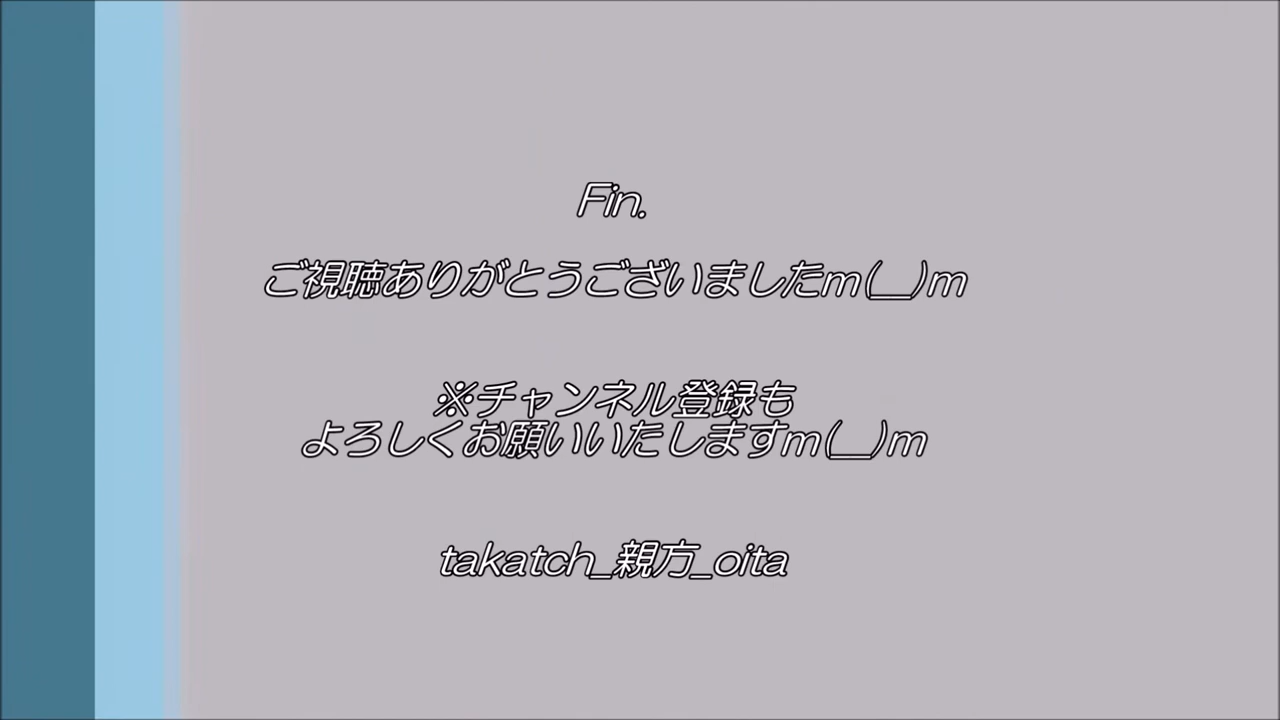 Fin.
ご視聴ありがとうございましたm(__)m
※チャンネル登録も
よろしくお願いいたしますm(__)m
takatch_親方_oita